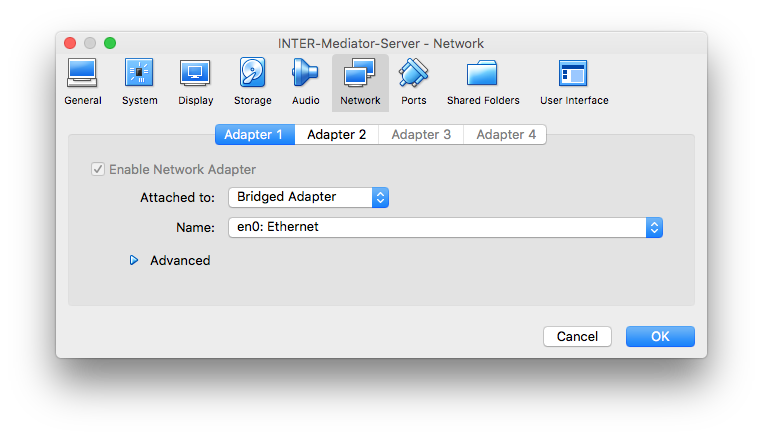 INTER-Mediator-Server - Network
General System Display Storage Audio Network Ports Shared Folders User Interface
Adapter 1 Adapter 2 Adapter 3 Adapter 4
Enable Network Adapter
Attached to: Bridged Adapter
Name: en0: Ethernet
Advanced
Cancel OK